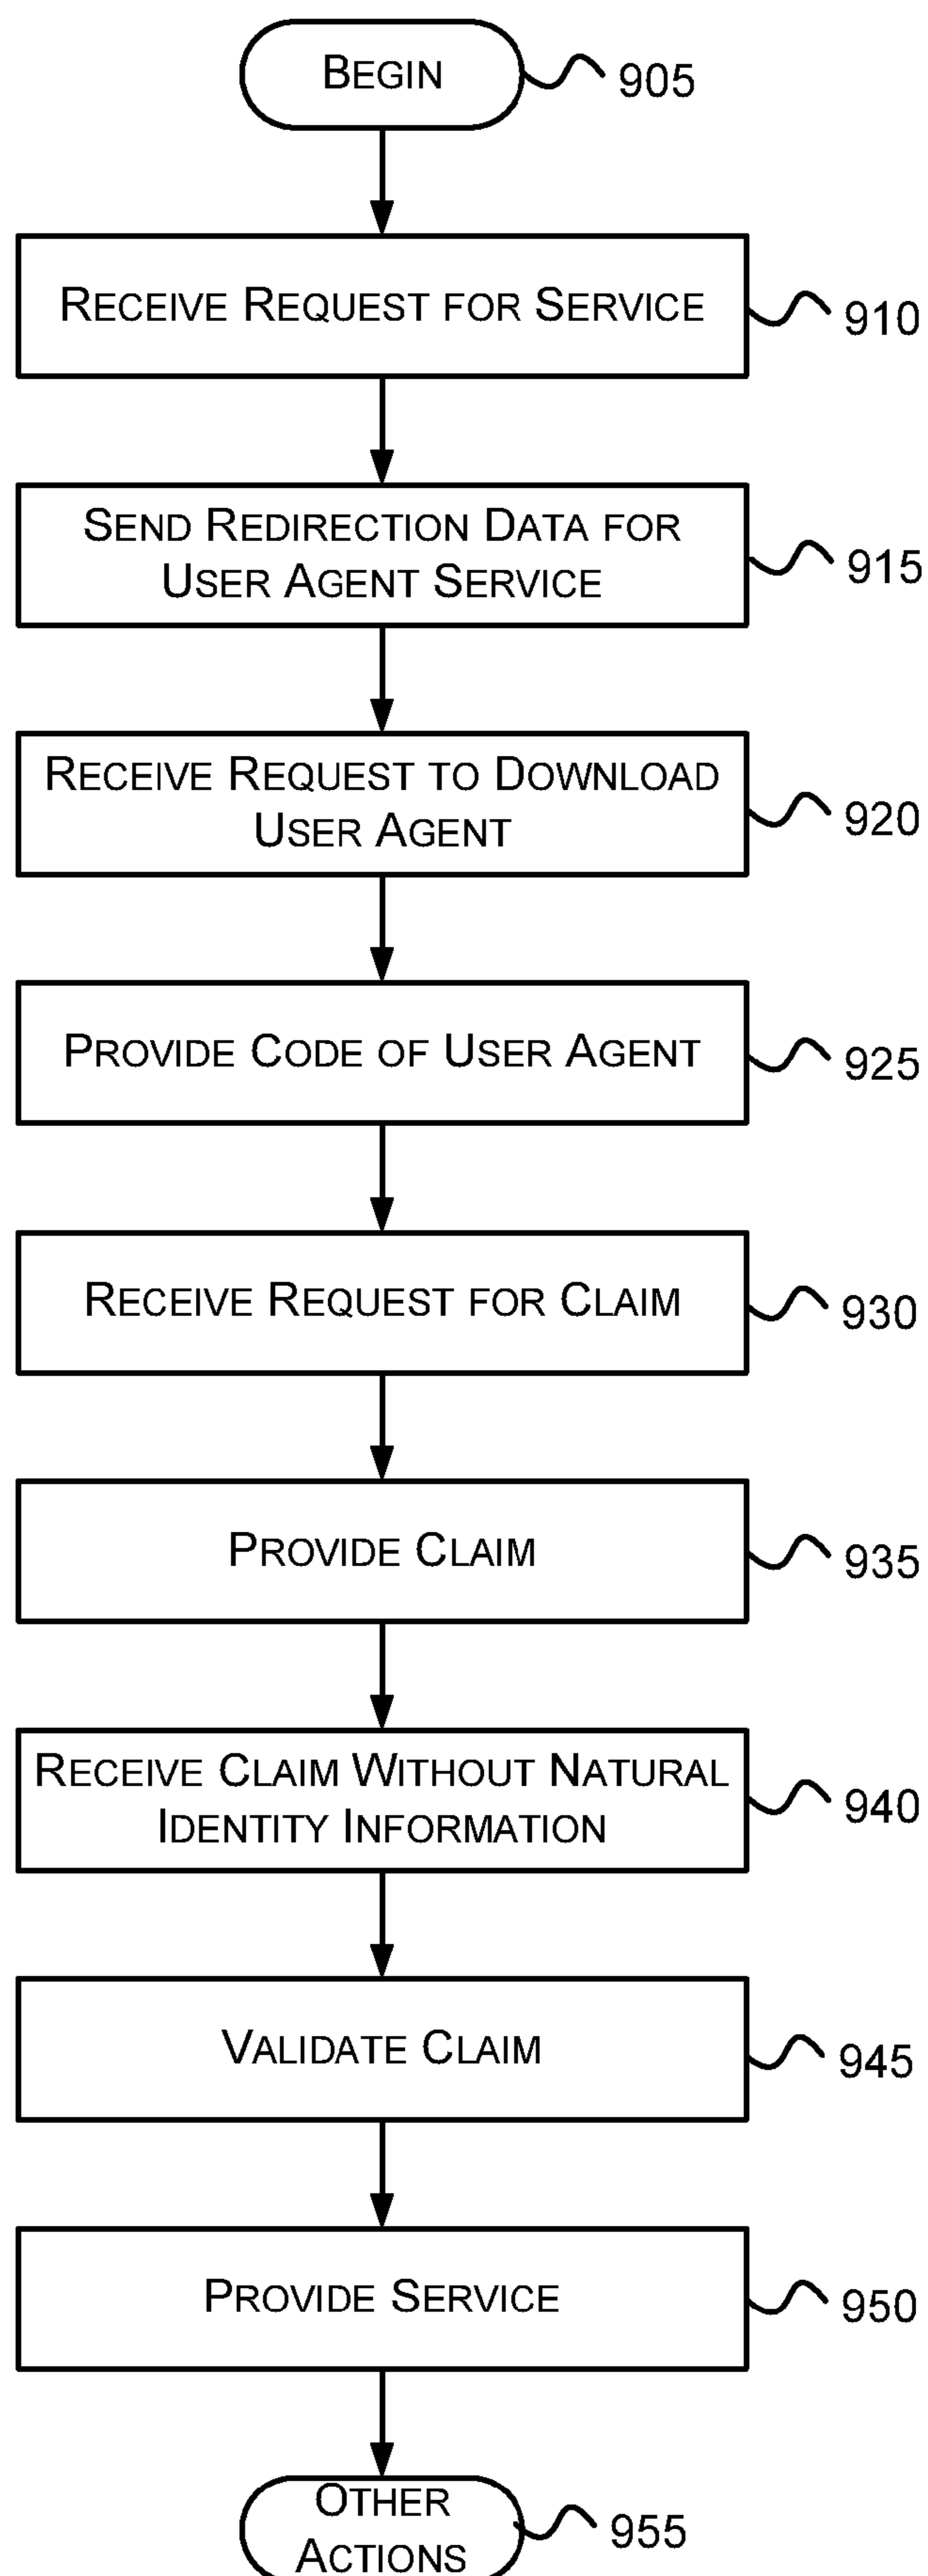 BEGIN
905
RECEIVE REQUEST FOR SERVICE
910
SEND REDIRECTION DATA FOR
USER AGENT SERVICE
915
RECEIVE REQUEST TO DOWNLOAD
USER AGENT
920
PROVIDE CODE OF USER AGENT
925
RECEIVE REQUEST FOR CLAIM
930
PROVIDE CLAIM
935
RECEIVE CLAIM WITHOUT NATURAL
IDENTITY INFORMATION
940
VALIDATE CLAIM
945
PROVIDE SERVICE
950
OTHER
ACTIONS
955